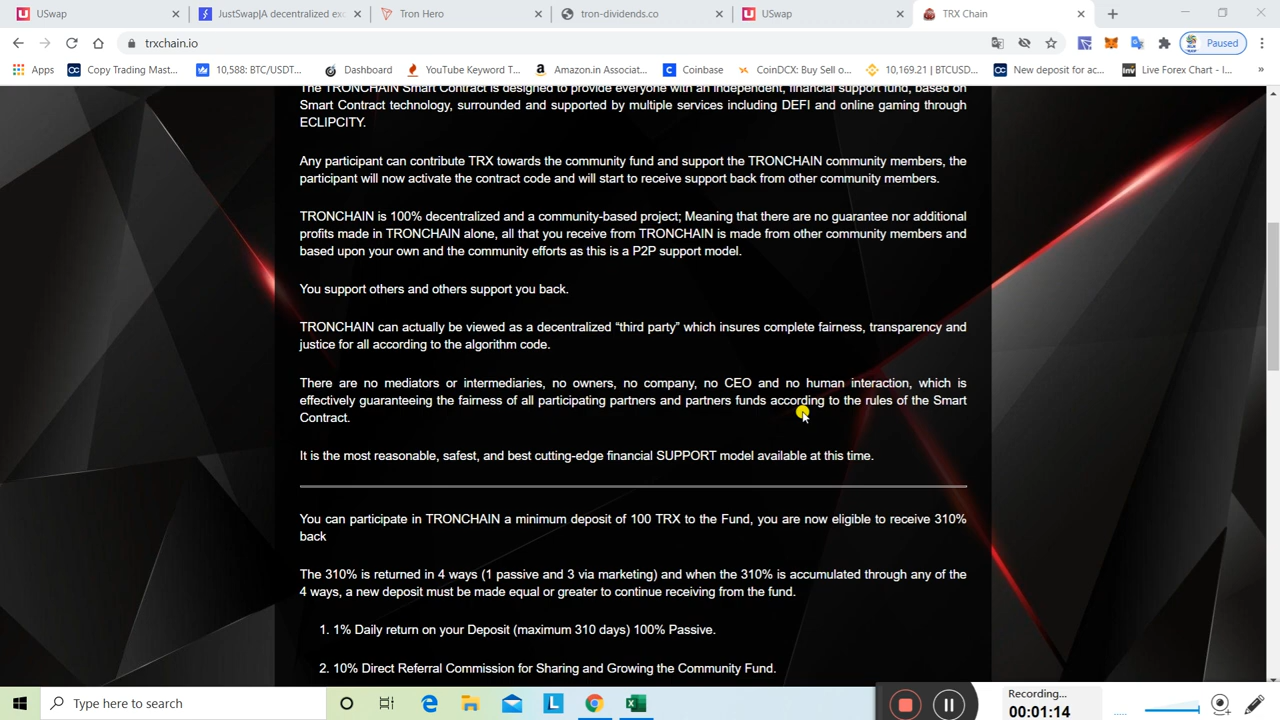 USwap
JustSwap|A decentralized exc
Tron Hero
tron-dividends.co
USwap
TRX Chain
trxchain.io
Paused
Apps
Copy Trading Mast...
10,588: BTC/USDT...
Dashboard
YouTube Keyword T...
Amazon.in Associat...
Coinbase
CoinDCX: Buy Sell o...
10,169.21 | BTCUSD...
New deposit for ac...
Live Forex Chart - I...
The TRONCHAIN Smart Contract is designed to provide everyone with an independent, financial support fund, based on
Smart Contract technology, surrounded and supported by multiple services including DEFI and online gaming through
ECLIPCITY.
Any participant can contribute TRX towards the community fund and support the TRONCHAIN community members, the
participant will now activate the contract code and will start to receive support back from other community members.
TRONCHAIN is 100% decentralized and a community-based project; Meaning that there are no guarantee nor additional
profits made in TRONCHAIN alone, all that you receive from TRONCHAIN is made from other community members and
based upon your own and the community efforts as this is a P2P support model.
You support others and others support you back.
TRONCHAIN can actually be viewed as a decentralized “third party” which insures complete fairness, transparency and
justice for all according to the algorithm code.
There are no mediators or intermediaries, no owners, no company, no CEO and no human interaction, which is
effectively guaranteeing the fairness of all participating partners and partners funds according to the rules of the Smart
Contract.
It is the most reasonable, safest, and best cutting-edge financial SUPPORT model available at this time.
You can participate in TRONCHAIN a minimum deposit of 100 TRX to the Fund, you are now eligible to receive 310%
back
The 310% is returned in 4 ways (1 passive and 3 via marketing) and when the 310% is accumulated through any of the
4 ways, a new deposit must be made equal or greater to continue receiving from the fund.
1. 1% Daily return on your Deposit (maximum 310 days) 100% Passive.
2. 10% Direct Referral Commission for Sharing and Growing the Community Fund.
Type here to search
Recording...
00:01:14